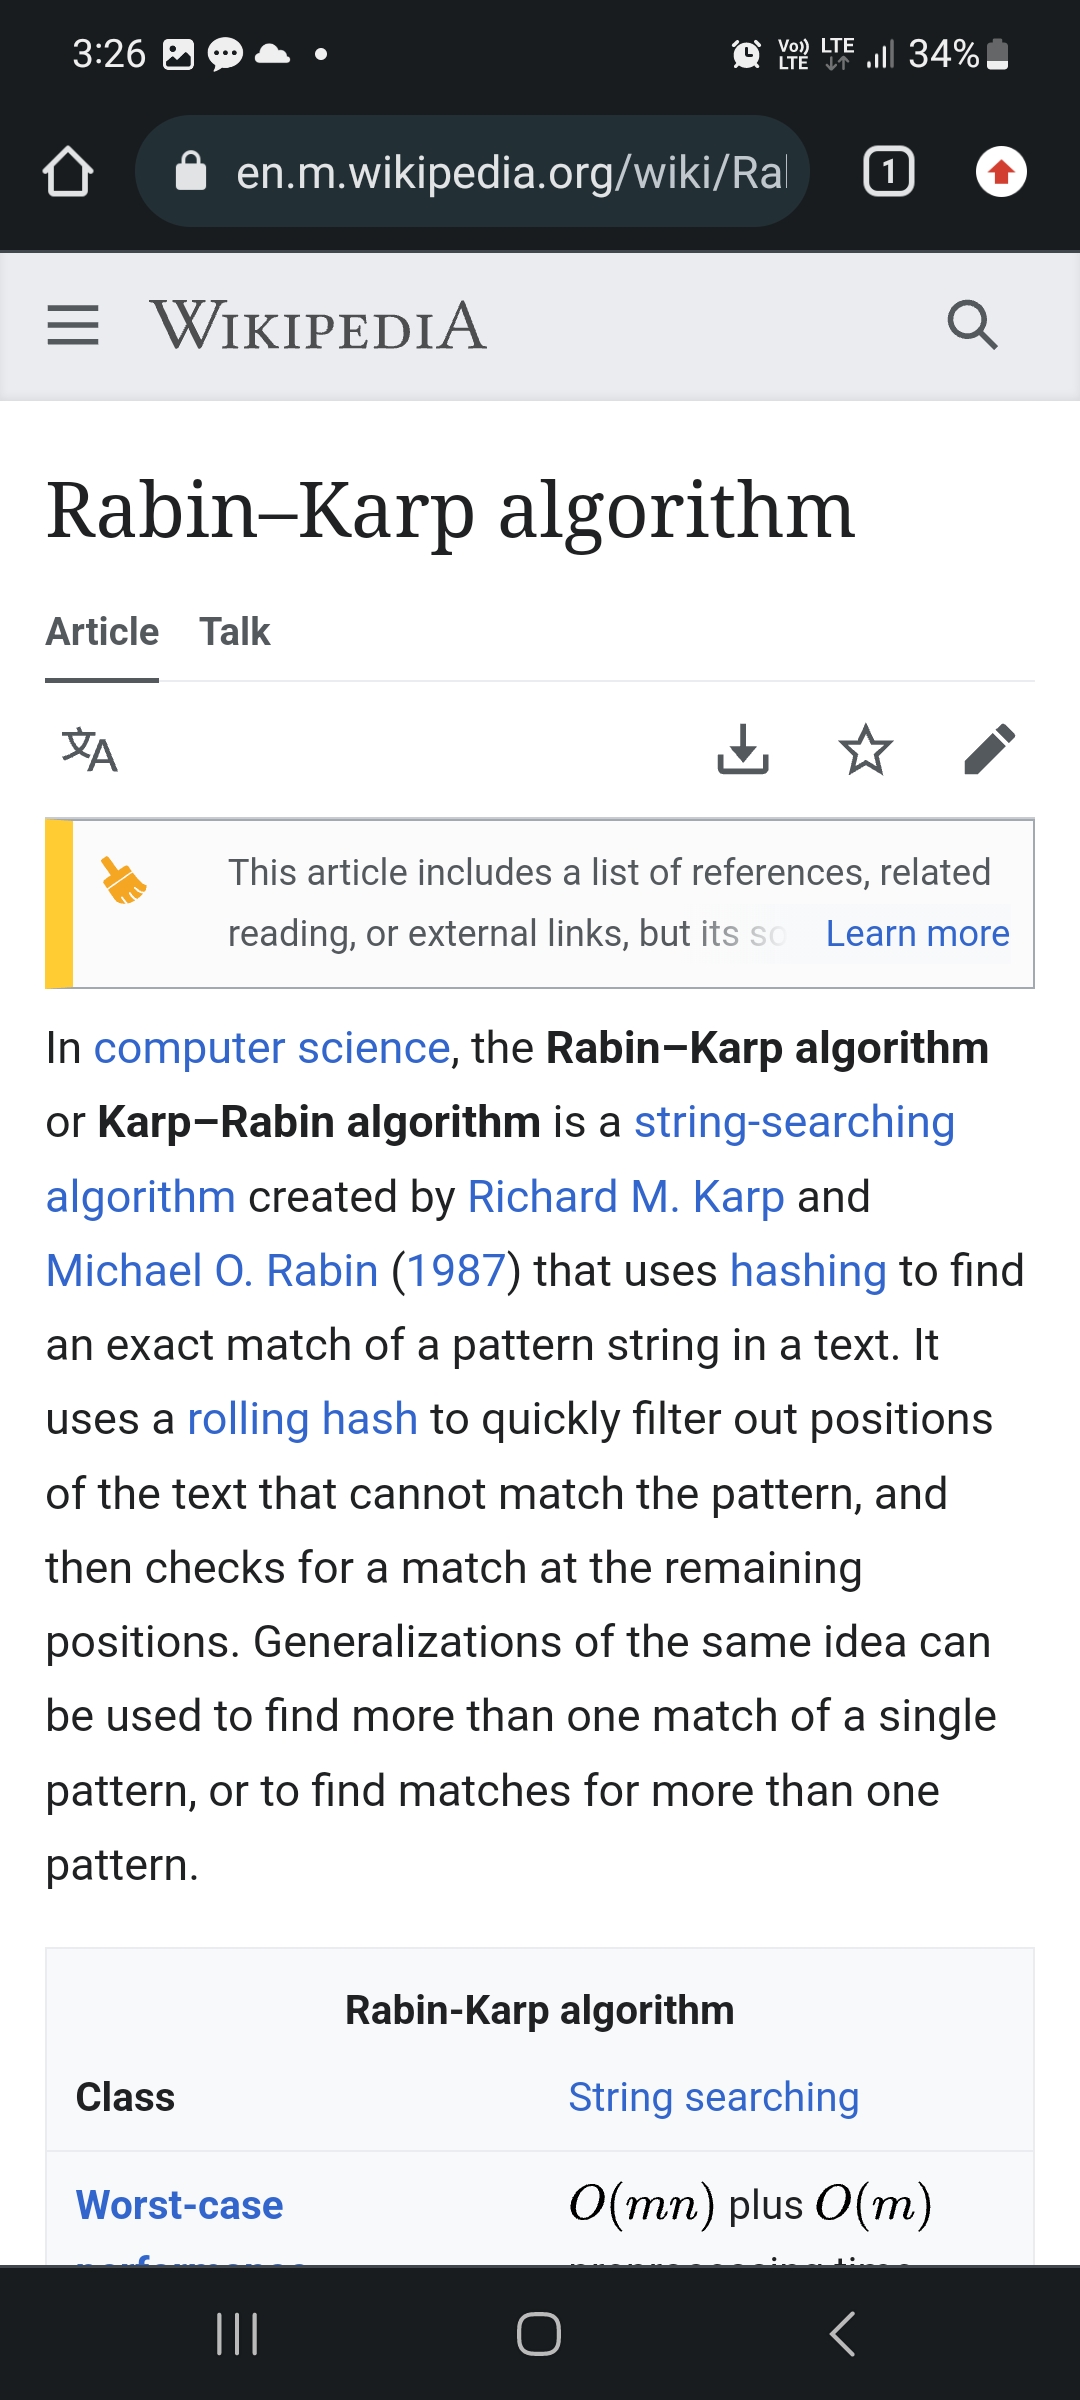 3:26 Vo)) LTE LTE 34%
en.m.wikipedia.org/wiki/Ra
1
WIKIPEDIA
Rabin–Karp algorithm
Article Talk
This article includes a list of references, related
reading, or external links, but its so Learn more
In computer science, the Rabin–Karp algorithm
or Karp–Rabin algorithm is a string-searching
algorithm created by Richard M. Karp and
Michael O. Rabin (1987) that uses hashing to find
an exact match of a pattern string in a text. It
uses a rolling hash to quickly filter out positions
of the text that cannot match the pattern, and
then checks for a match at the remaining
positions. Generalizations of the same idea can
be used to find more than one match of a single
pattern, or to find matches for more than one
pattern.
Rabin-Karp algorithm
Class String searching
Worst-case O(mn) plus O(m)
performance preprocessing time